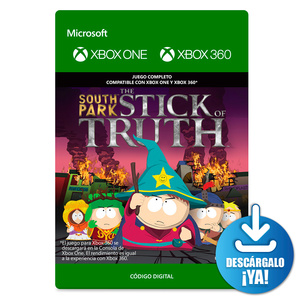 Microsoft
XBOX ONE XBOX 360
JUEGO COMPLETO
COMPATIBLE CON XBOX ONE Y XBOX 360*
SOUTH PARK THE STICK OF TRUTH
*El juego para Xbox 360 se
descargará en la Consola de
Xbox One. El rendimiento es igual
a la experiencia con Xbox 360.
CÓDIGO DIGITAL
DESCÁRGALO
¡YA!